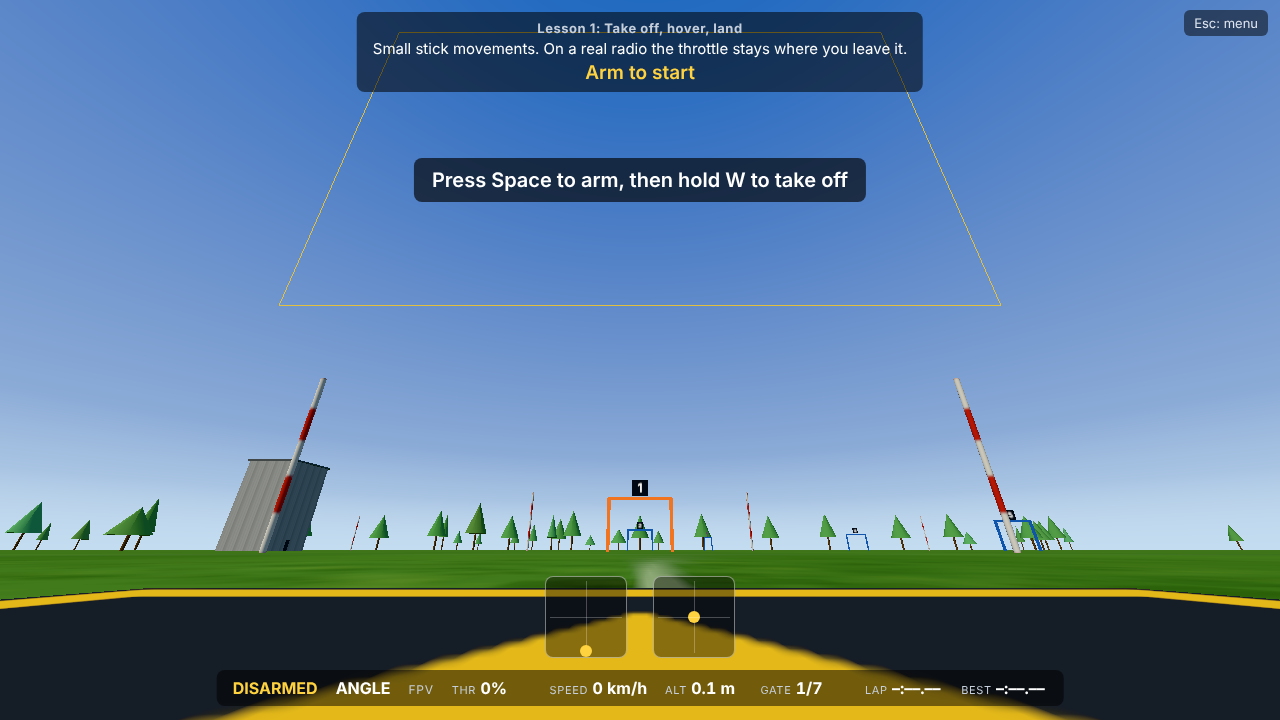 Lesson 1: Take off, hover, land
Esc: menu
Small stick movements. On a real radio the throttle stays where you leave it.
Arm to start
Press Space to arm, then hold W to take off
1
DISARMED ANGLE FPV THR 0% SPEED 0 km/h ALT 0.1 m GATE 1/7 LAP –:––.–– BEST –:––.––